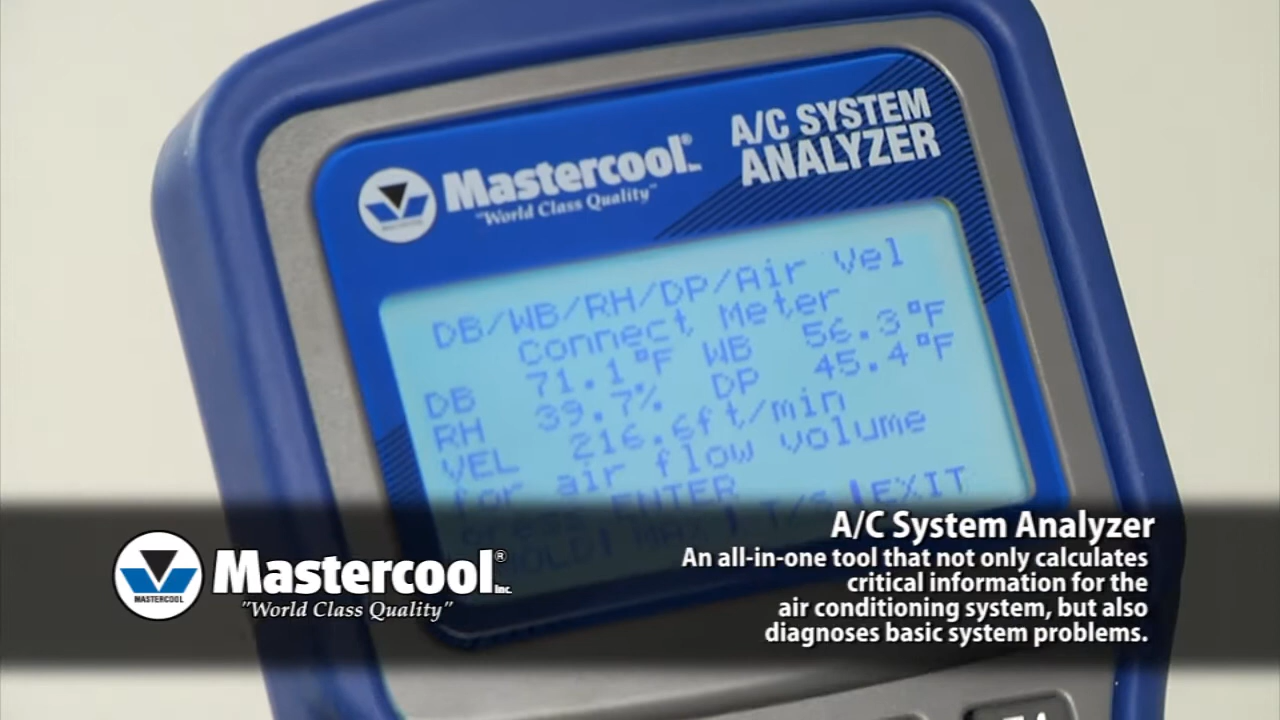 A/C SYSTEM
ANALYZER
Mastercool®
"World Class Quality"
DB/WB/RH/DP/Air Vel
Connect Meter
DB 71.1°F WB 56.3°F
RH 39.7% DP 45.4°F
VEL 216.6ft/min
for air flow volume
press ENTER
HOLD| MAX | T/S |EXIT
Mastercool® Inc.
"World Class Quality"
MASTERCOOL
A/C System Analyzer
An all-in-one tool that not only calculates
critical information for the
air conditioning system, but also
diagnoses basic system problems.